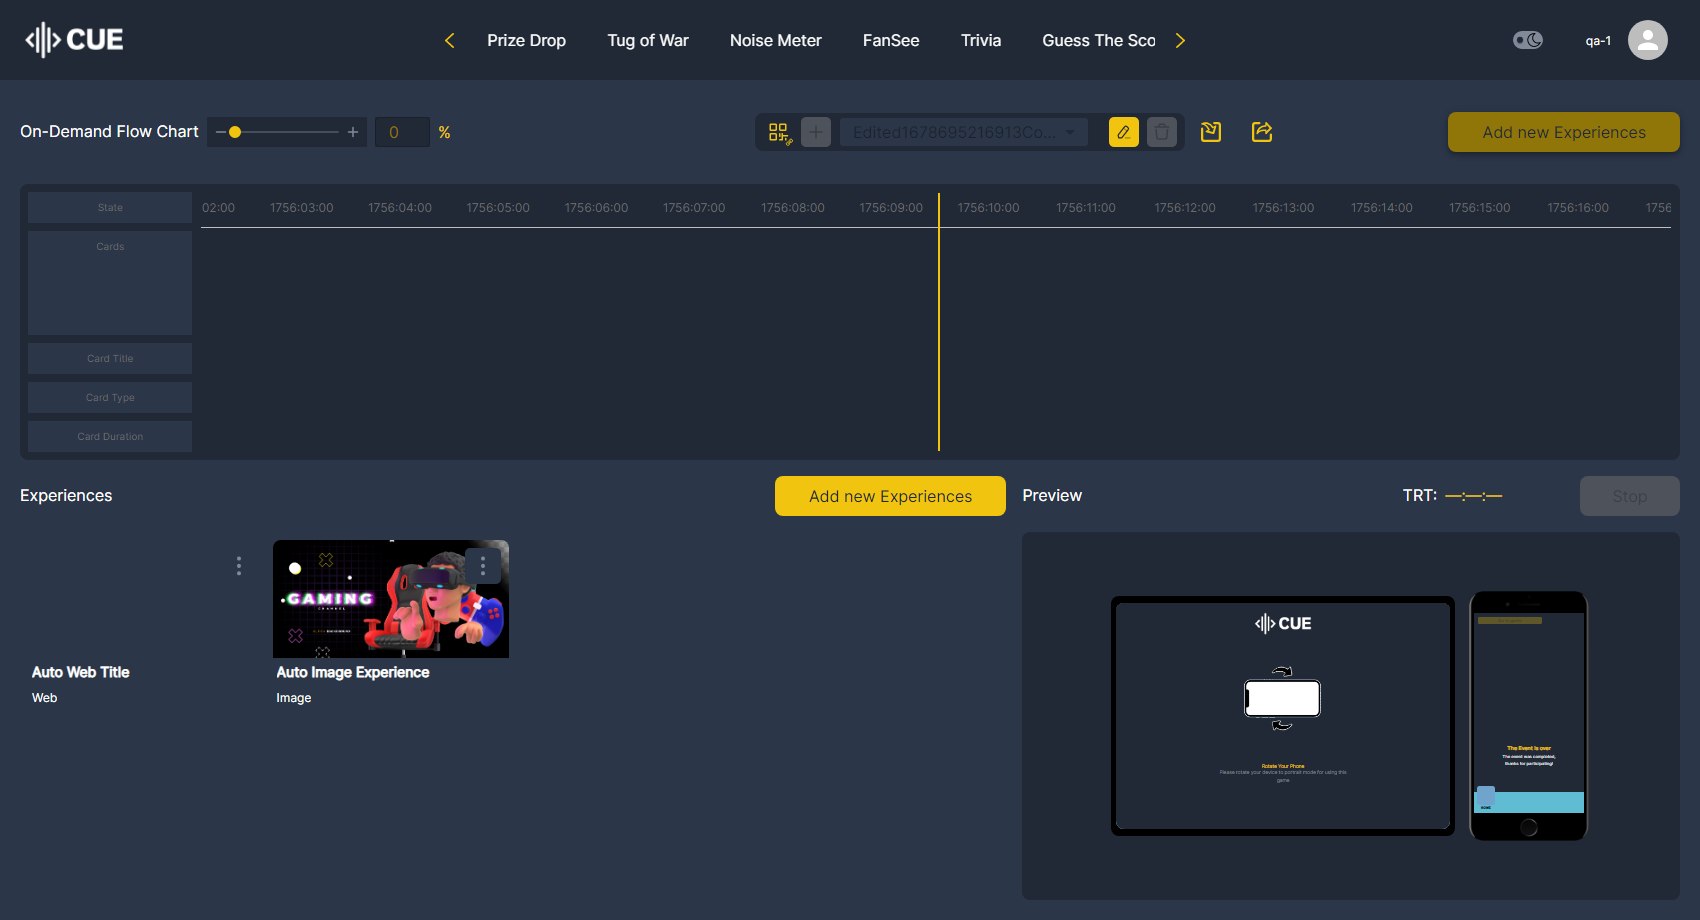 CUE
Prize Drop
Tug of War
Noise Meter
FanSee
Trivia
Guess The Sco
qa-1
On-Demand Flow Chart
0
%
Edited1678695216913Co...
Add new Experiences
State
02:00
1756:03:00
1756:04:00
1756:05:00
1756:06:00
1756:07:00
1756:08:00
1756:09:00
1756:10:00
1756:11:00
1756:12:00
1756:13:00
1756:14:00
1756:15:00
1756:16:00
1756
Cards
Card Title
Card Type
Card Duration
Experiences
Add new Experiences
Preview
TRT: —:—:—
Stop
GAMING
CHANNEL
Auto Web Title
Web
Auto Image Experience
Image
CUE
Rotate Your Phone
Please rotate your device to portrait mode for using this
game
The Event is over
The event was completed,
thanks for participating!
HOME